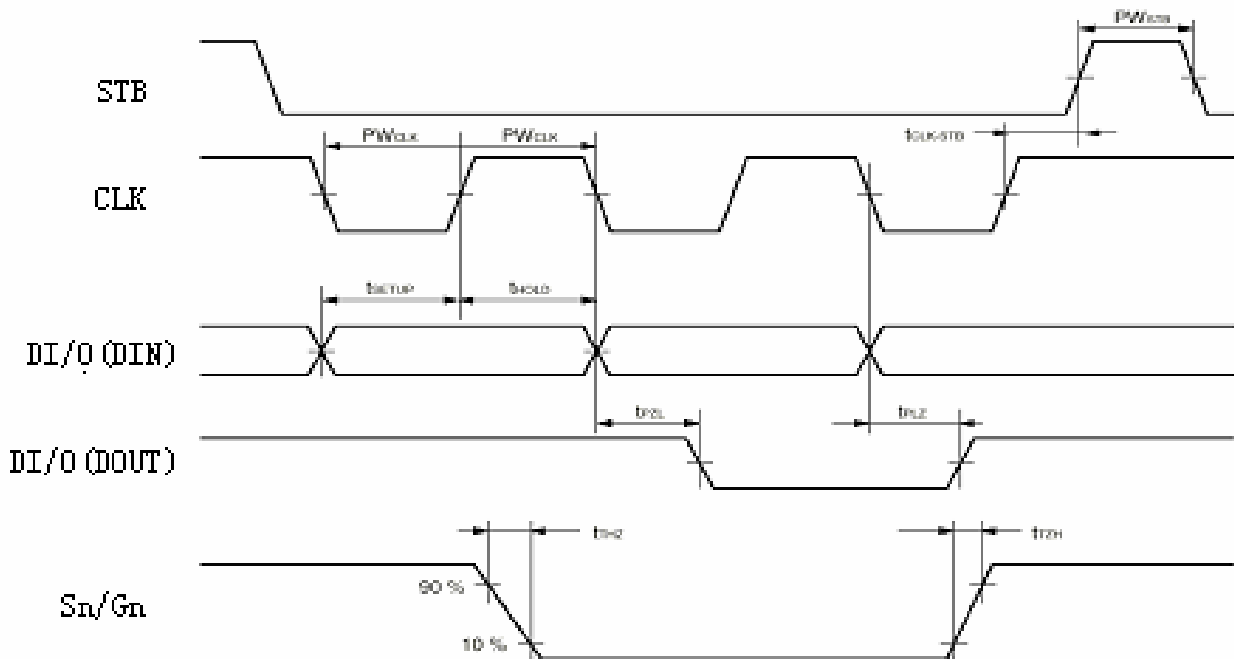 PWSTB
STB
PWCLK PWCLK
tCLK-STB
CLK
tSETUP tHOLD
DI/O(DIN)
tPZL tPLZ
DI/O(DOUT)
tTHZ tTZH
90 %
Sn/Gn
10 %